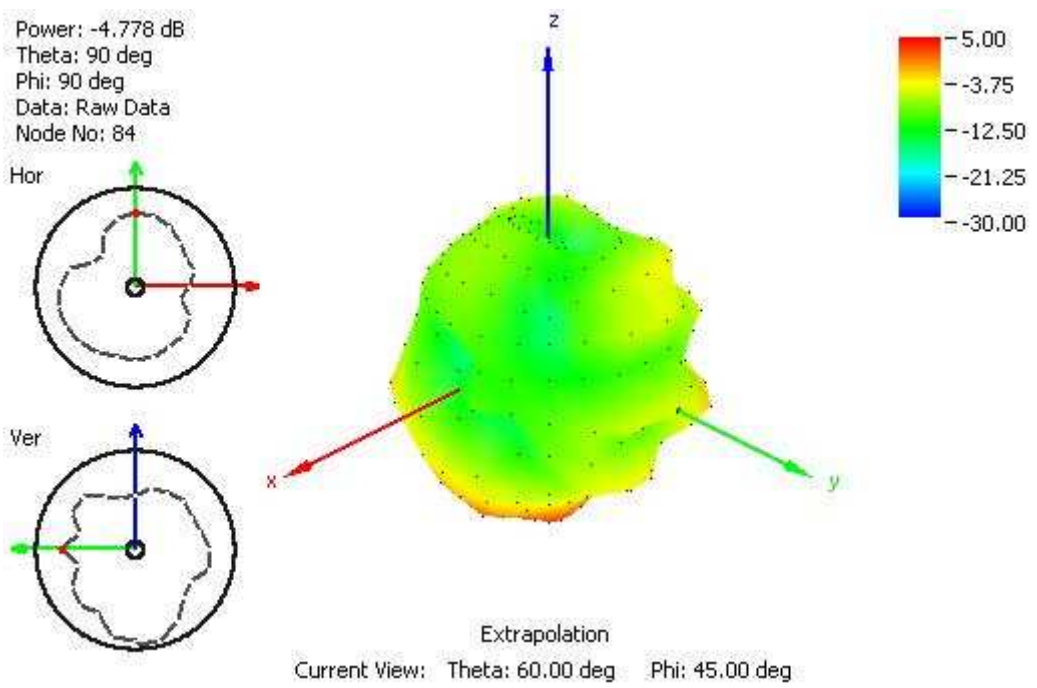 Power: -4.778 dB
Theta: 90 deg
Phi: 90 deg
Data: Raw Data
Node No: 84
Hor
Ver
z
x
y
5.00
-3.75
-12.50
-21.25
-30.00
Extrapolation
Current View: Theta: 60.00 deg Phi: 45.00 deg